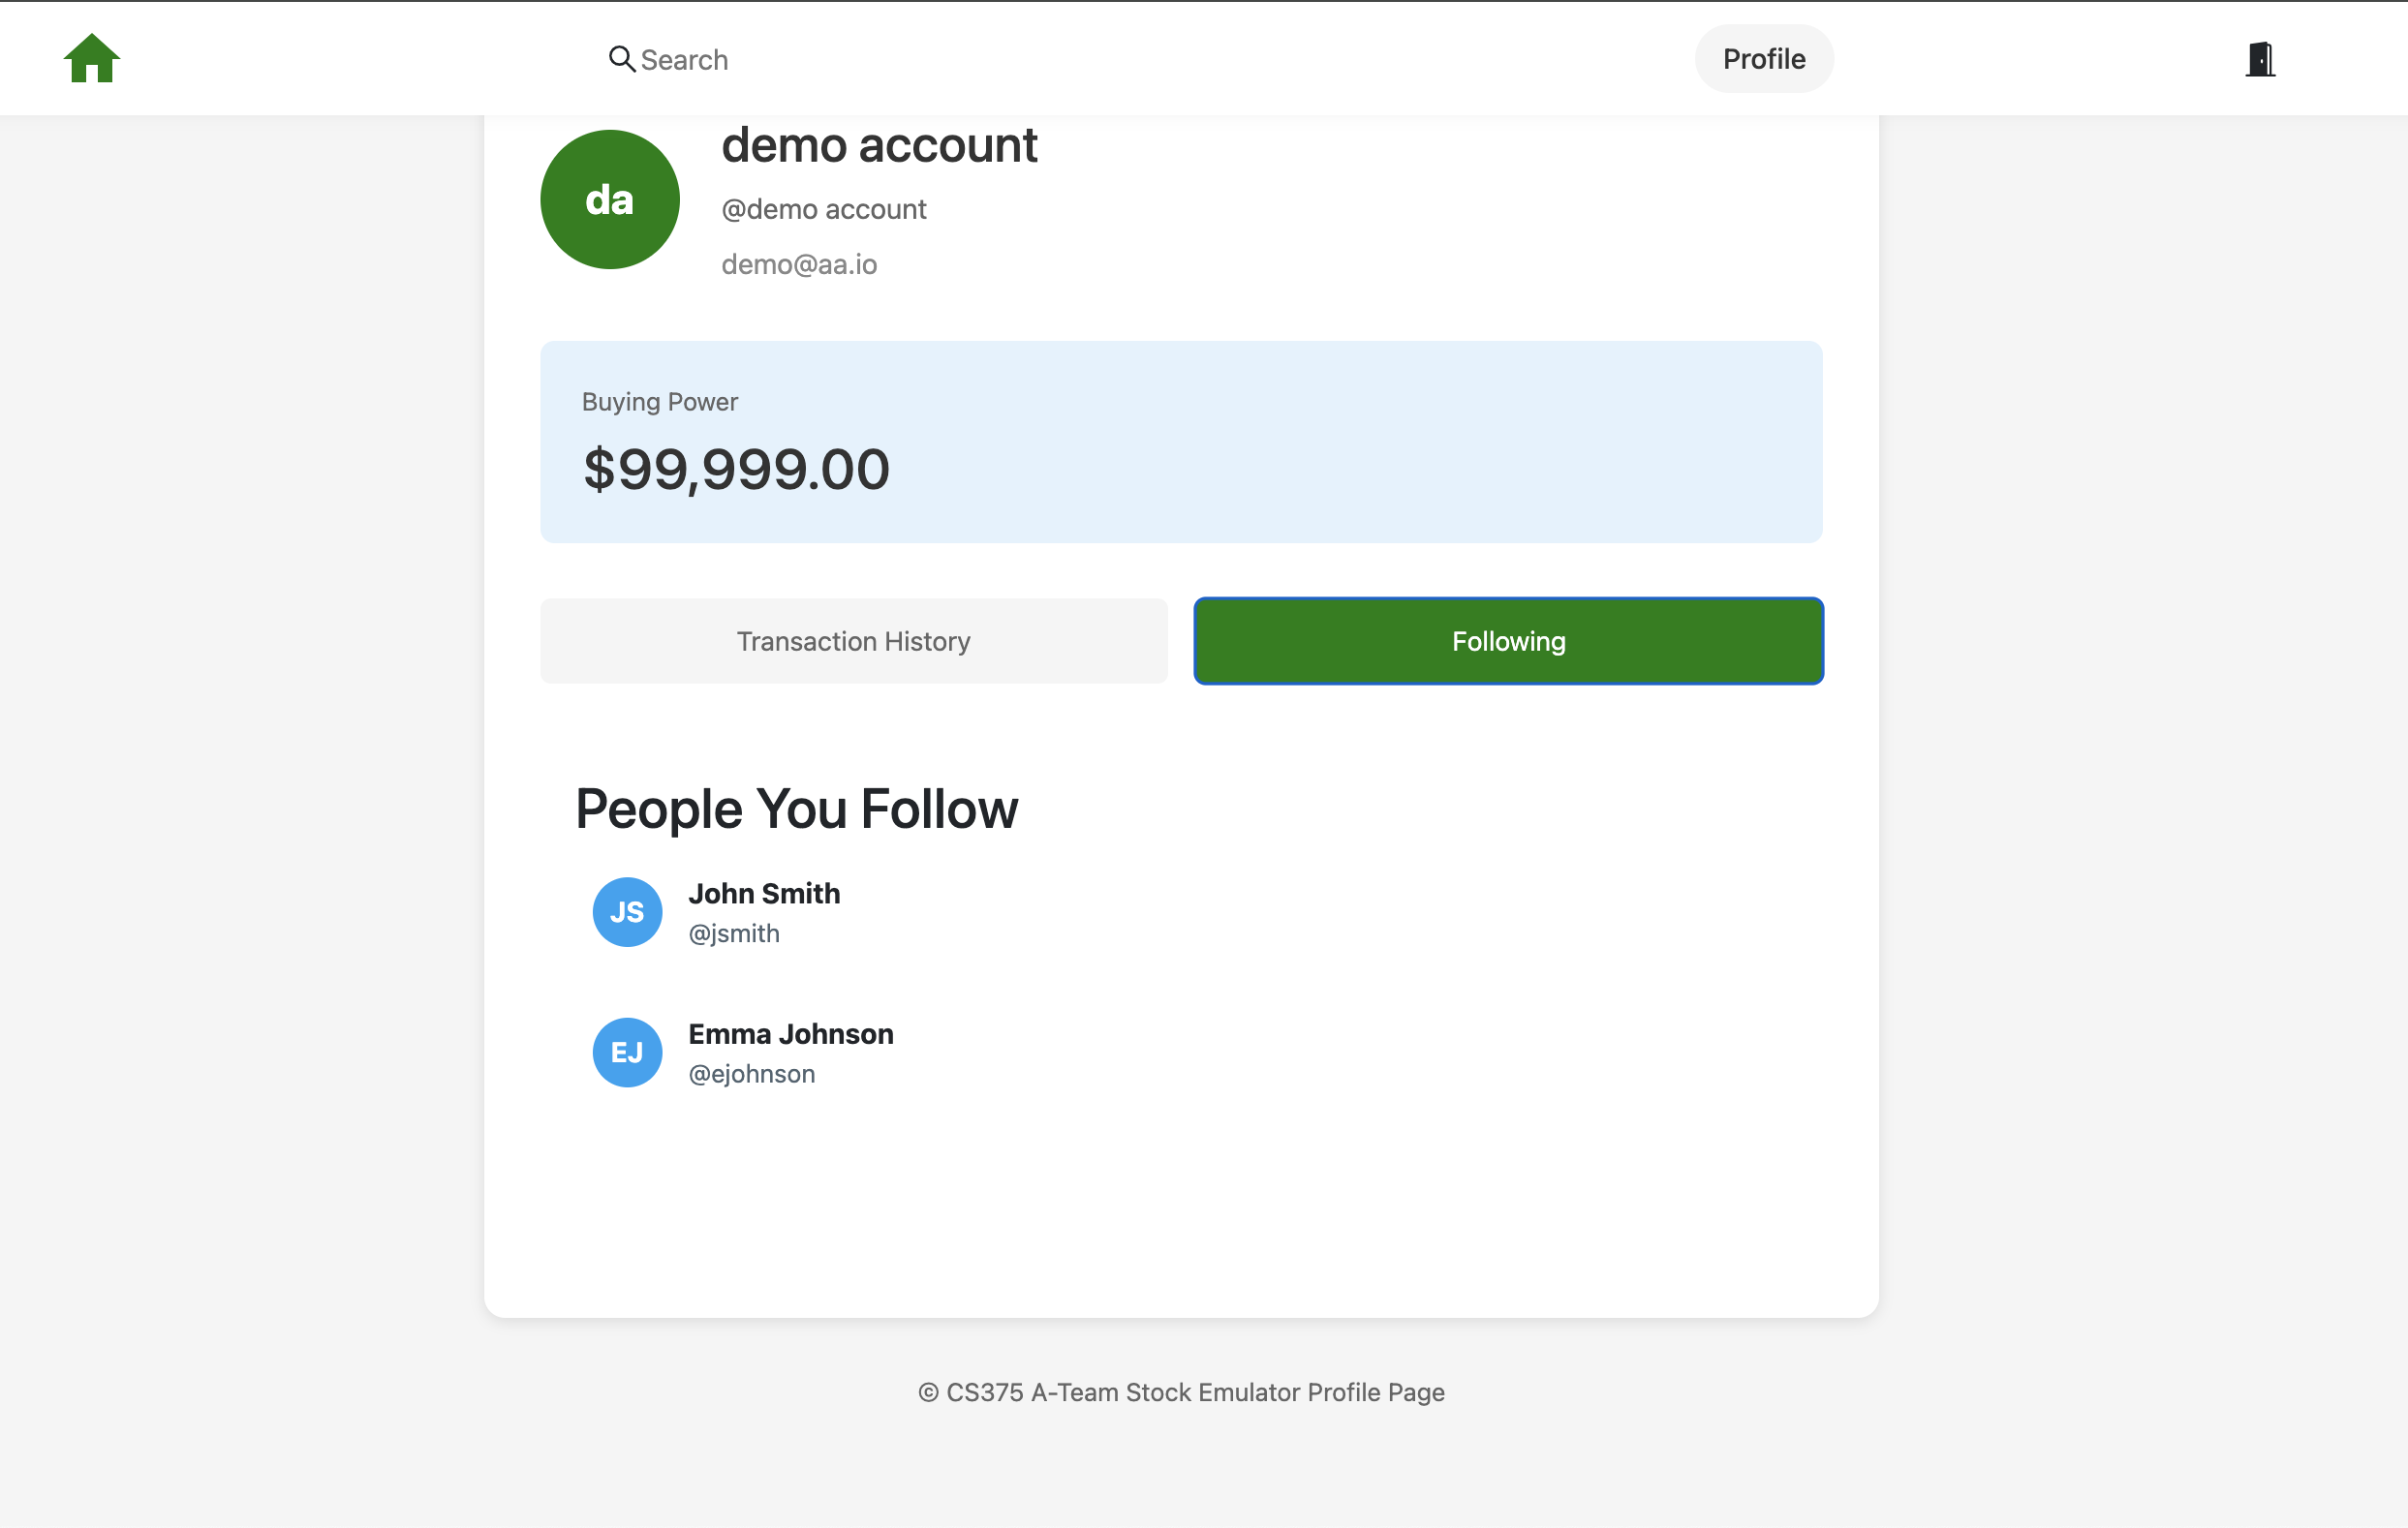 Search
Profile
da
demo account
@demo account
demo@aa.io
Buying Power
$99,999.00
Transaction History
Following
People You Follow
JS
John Smith
@jsmith
EJ
Emma Johnson
@ejohnson
© CS375 A-Team Stock Emulator Profile Page